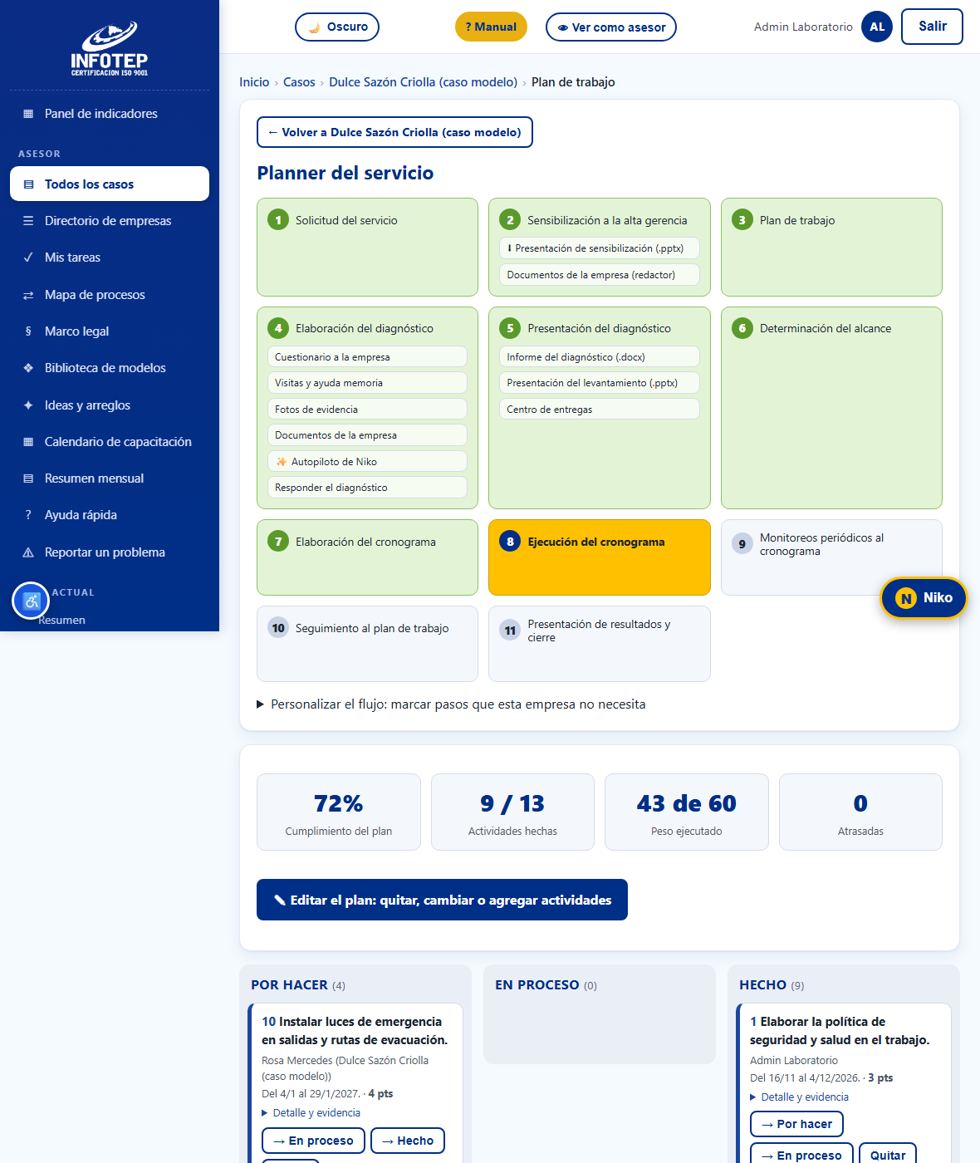 INFOTEP
CERTIFICACION ISO 9001
🌙 Oscuro
? Manual
👁 Ver como asesor
Admin Laboratorio
AL
Salir
▦ Panel de indicadores
ASESOR
▤ Todos los casos
☰ Directorio de empresas
✓ Mis tareas
⇄ Mapa de procesos
§ Marco legal
❖ Biblioteca de modelos
✦ Ideas y arreglos
▦ Calendario de capacitación
▤ Resumen mensual
? Ayuda rápida
⚠ Reportar un problema
ACTUAL
Resumen
Inicio › Casos › Dulce Sazón Criolla (caso modelo) › Plan de trabajo
← Volver a Dulce Sazón Criolla (caso modelo)
Planner del servicio
1 Solicitud del servicio
2 Sensibilización a la alta gerencia
⬇ Presentación de sensibilización (.pptx)
Documentos de la empresa (redactor)
3 Plan de trabajo
4 Elaboración del diagnóstico
Cuestionario a la empresa
Visitas y ayuda memoria
Fotos de evidencia
Documentos de la empresa
✨ Autopiloto de Niko
Responder el diagnóstico
5 Presentación del diagnóstico
Informe del diagnóstico (.docx)
Presentación del levantamiento (.pptx)
Centro de entregas
6 Determinación del alcance
7 Elaboración del cronograma
8 Ejecución del cronograma
9 Monitoreos periódicos al
cronograma
10 Seguimiento al plan de trabajo
11 Presentación de resultados y
cierre
N Niko
▶ Personalizar el flujo: marcar pasos que esta empresa no necesita
72%
Cumplimiento del plan
9 / 13
Actividades hechas
43 de 60
Peso ejecutado
0
Atrasadas
✎ Editar el plan: quitar, cambiar o agregar actividades
POR HACER (4)
10 Instalar luces de emergencia
en salidas y rutas de evacuación.
Rosa Mercedes (Dulce Sazón Criolla
(caso modelo))
Del 4/1 al 29/1/2027. · 4 pts
▶ Detalle y evidencia
→ En proceso
→ Hecho
EN PROCESO (0)
HECHO (9)
1 Elaborar la política de
seguridad y salud en el trabajo.
Admin Laboratorio
Del 16/11 al 4/12/2026. · 3 pts
▶ Detalle y evidencia
→ Por hacer
→ En proceso
Quitar